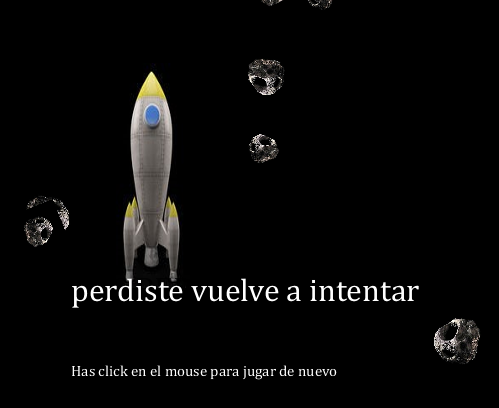 perdiste vuelve a intentar
Has click en el mouse para jugar de nuevo